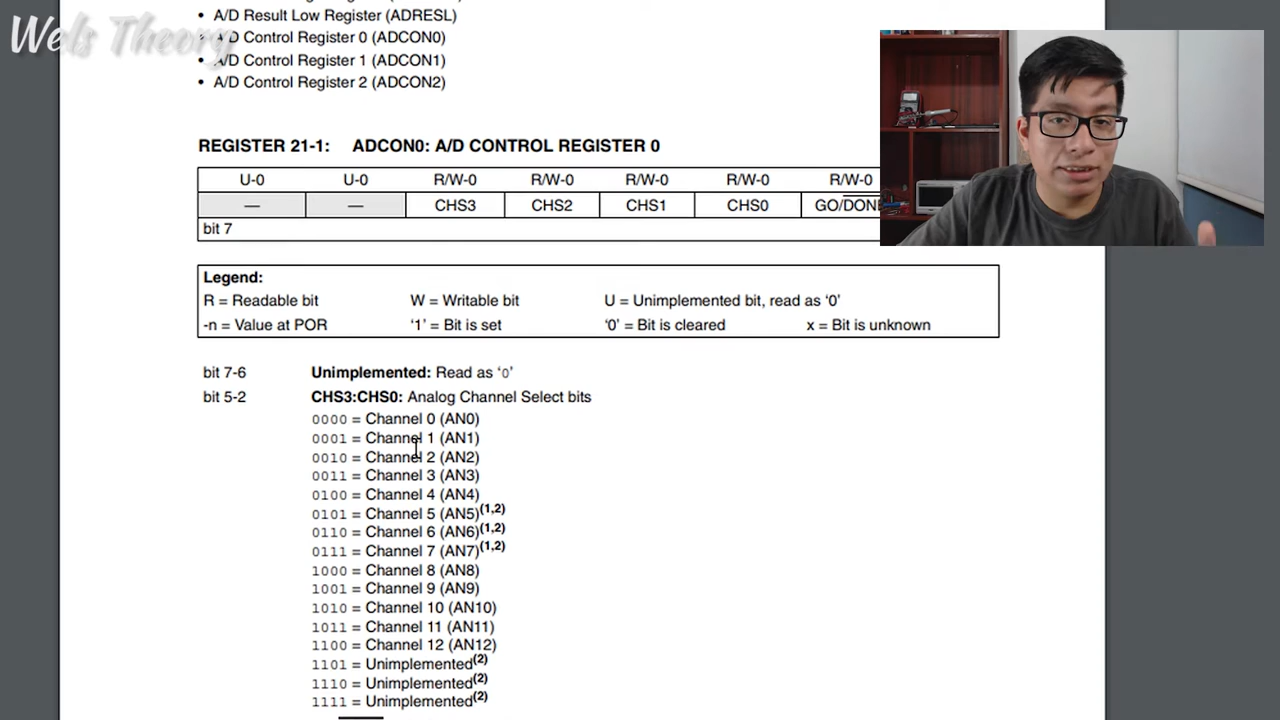 Wels Theory
• A/D Result Low Register (ADRESL)
• A/D Control Register 0 (ADCON0)
A/D Control Register 1 (ADCON1)
• A/D Control Register 2 (ADCON2)
REGISTER 21-1: ADCON0: A/D CONTROL REGISTER 0
U-0 U-0 R/W-0 R/W-0 R/W-0 R/W-0 R/W-0
— — CHS3 CHS2 CHS1 CHS0 GO/DONE
bit 7
Legend:
R = Readable bit W = Writable bit U = Unimplemented bit, read as ‘0’
-n = Value at POR ‘1’ = Bit is set ‘0’ = Bit is cleared x = Bit is unknown
bit 7-6 Unimplemented: Read as ‘0’
bit 5-2 CHS3:CHS0: Analog Channel Select bits
0000 = Channel 0 (AN0)
0001 = Channel 1 (AN1)
0010 = Channel 2 (AN2)
0011 = Channel 3 (AN3)
0100 = Channel 4 (AN4)
0101 = Channel 5 (AN5)(1,2)
0110 = Channel 6 (AN6)(1,2)
0111 = Channel 7 (AN7)(1,2)
1000 = Channel 8 (AN8)
1001 = Channel 9 (AN9)
1010 = Channel 10 (AN10)
1011 = Channel 11 (AN11)
1100 = Channel 12 (AN12)
1101 = Unimplemented(2)
1110 = Unimplemented(2)
1111 = Unimplemented(2)